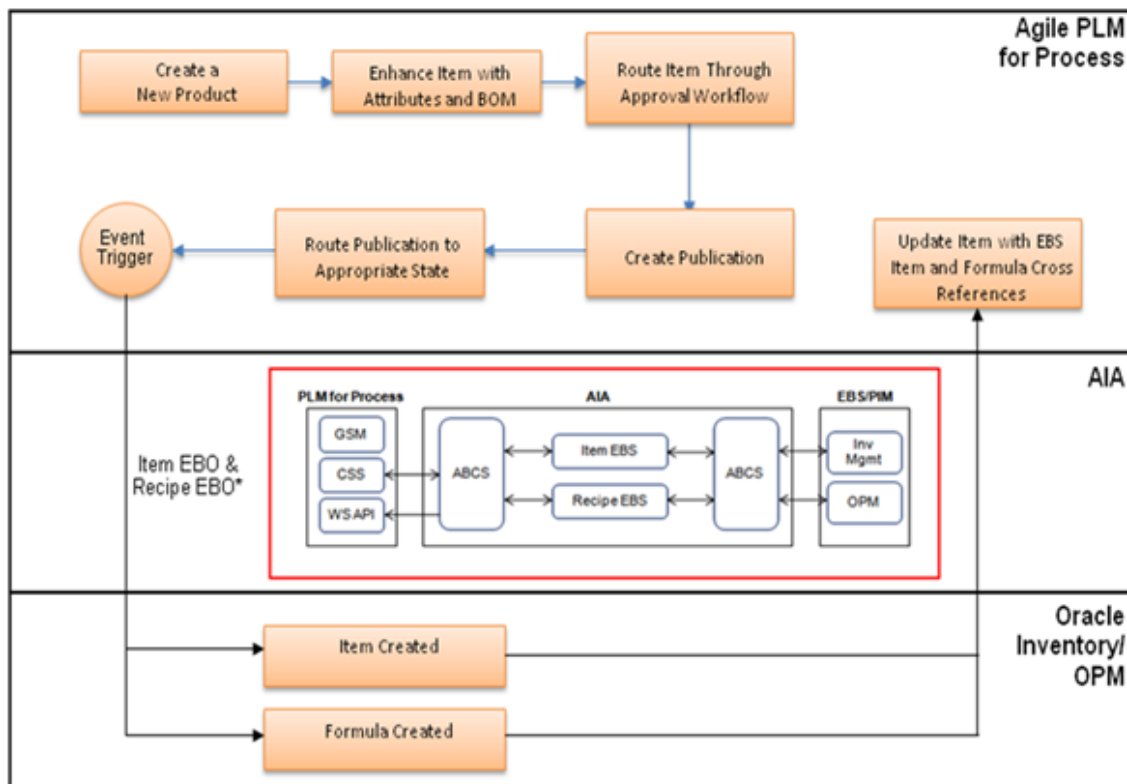 Agile PLM
for Process
Create a
New Product
Enhance Item with
Attributes and BOM
Route Item Through
Approval Workflow
Event
Trigger
Route Publication to
Appropriate State
Create Publication
Update Item with EBS
Item and Formula Cross
References
AIA
Item EBO &
Recipe EBO*
PLM for Process
AIA
EBS/PIM
GSM
CSS
WS API
ABCS
Item EBS
Recipe EBS
ABCS
Inv
Mgmt
OPM
Oracle
Inventory/
OPM
Item Created
Formula Created